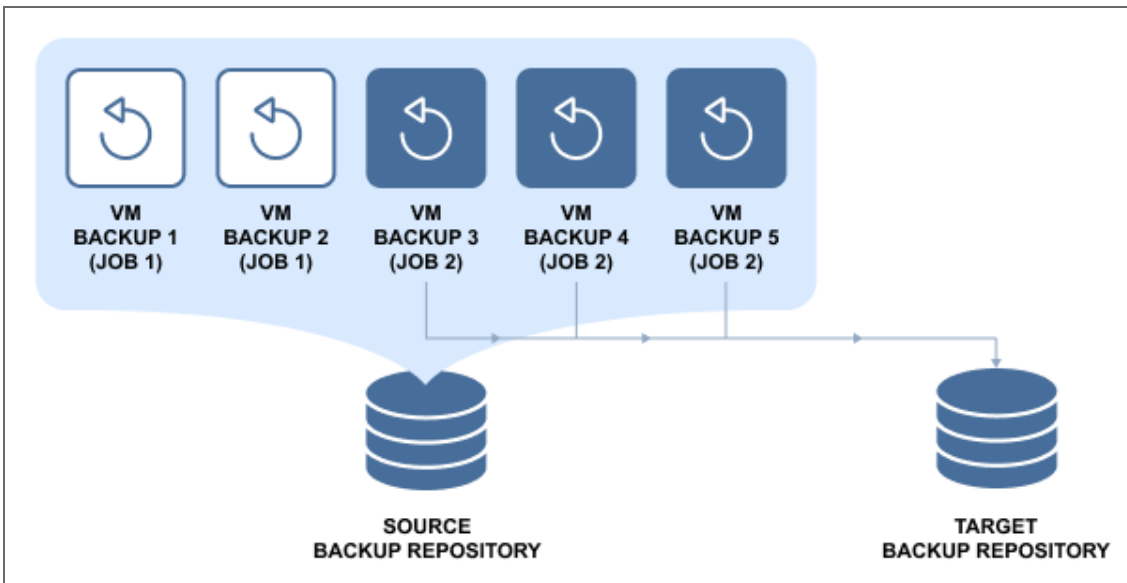 VM
BACKUP 1
(JOB 1)
VM
BACKUP 2
(JOB 1)
VM
BACKUP 3
(JOB 2)
VM
BACKUP 4
(JOB 2)
VM
BACKUP 5
(JOB 2)
SOURCE
BACKUP REPOSITORY
TARGET
BACKUP REPOSITORY